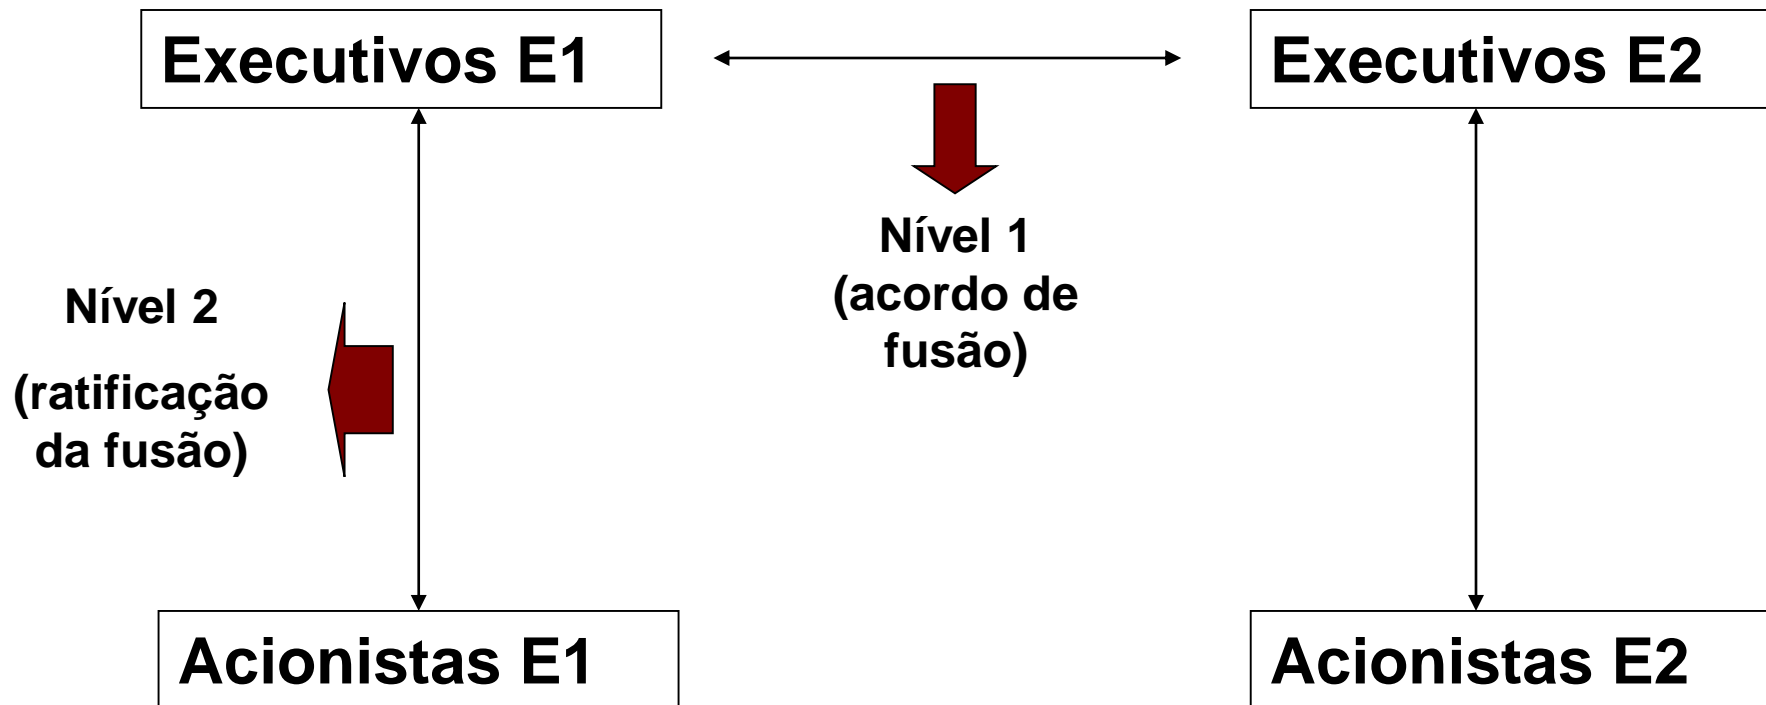 Executivos E1
Executivos E2
Nível 1
(acordo de
fusão)
Nível 2
(ratificação
da fusão)
Acionistas E1
Acionistas E2